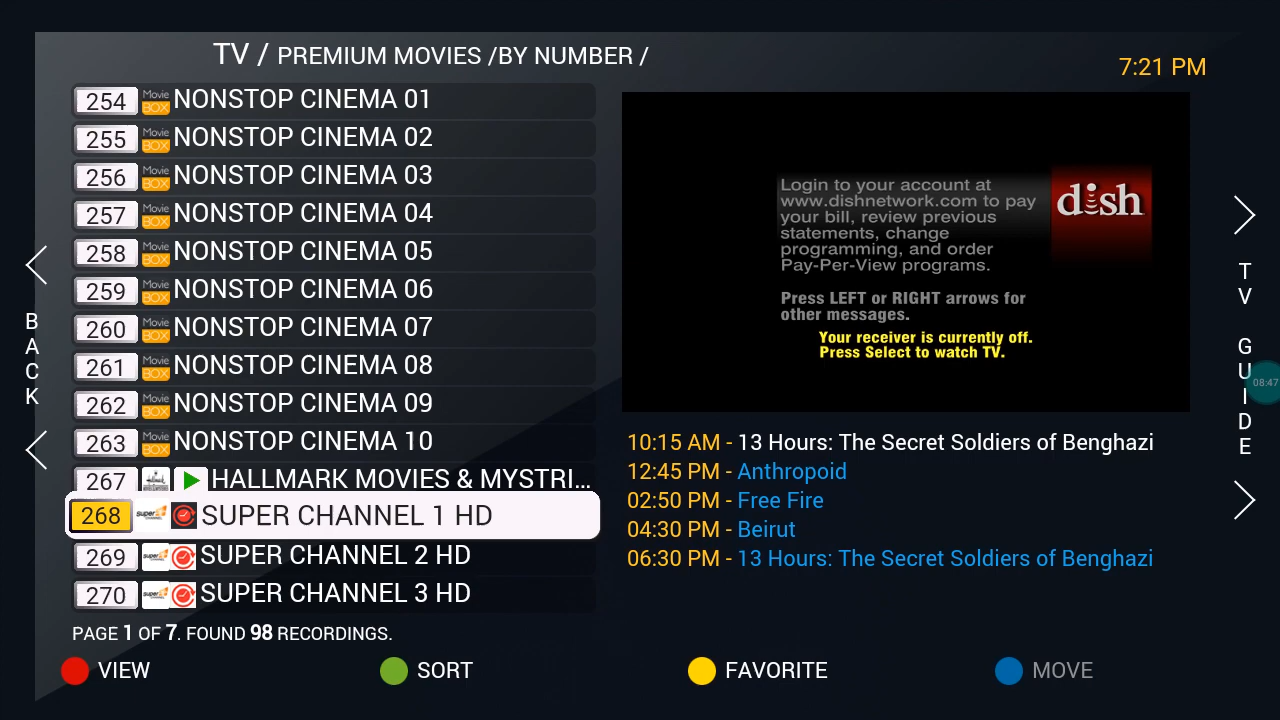 TV / PREMIUM MOVIES /BY NUMBER /
7:21 PM
254 Movie BOX NONSTOP CINEMA 01
255 Movie BOX NONSTOP CINEMA 02
256 Movie BOX NONSTOP CINEMA 03
257 Movie BOX NONSTOP CINEMA 04
258 Movie BOX NONSTOP CINEMA 05
259 Movie BOX NONSTOP CINEMA 06
260 Movie BOX NONSTOP CINEMA 07
261 Movie BOX NONSTOP CINEMA 08
262 Movie BOX NONSTOP CINEMA 09
263 Movie BOX NONSTOP CINEMA 10
267 HALLMARK MOVIES & MYSTRI...
268 super CHANNEL SUPER CHANNEL 1 HD
269 super SUPER CHANNEL 2 HD
270 super SUPER CHANNEL 3 HD
PAGE 1 OF 7. FOUND 98 RECORDINGS.
BACK
Login to your account at
www.dishnetwork.com to pay
your bill, review previous
statements, change
programming, and order
Pay-Per-View programs.
dish
Press LEFT or RIGHT arrows for
other messages.
Your receiver is currently off.
Press Select to watch TV.
10:15 AM - 13 Hours: The Secret Soldiers of Benghazi
12:45 PM - Anthropoid
02:50 PM - Free Fire
04:30 PM - Beirut
06:30 PM - 13 Hours: The Secret Soldiers of Benghazi
TV GUIDE
08:47
VIEW
SORT
FAVORITE
MOVE